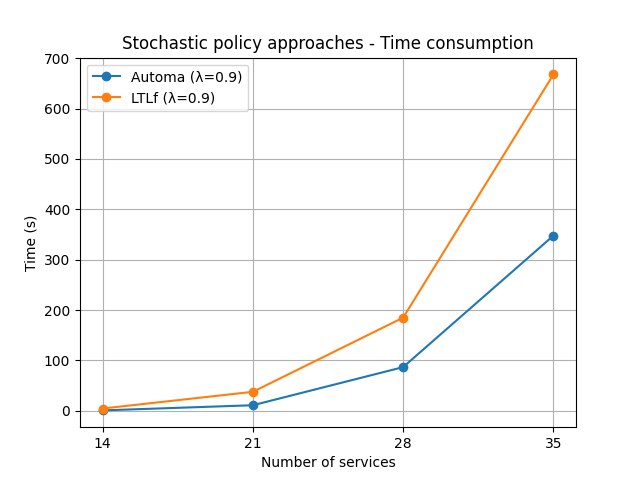 Stochastic policy approaches - Time consumption
Automa (λ=0.9)
LTLf (λ=0.9)
Time (s)
700
600
500
400
300
200
100
0
14 21 28 35
Number of services